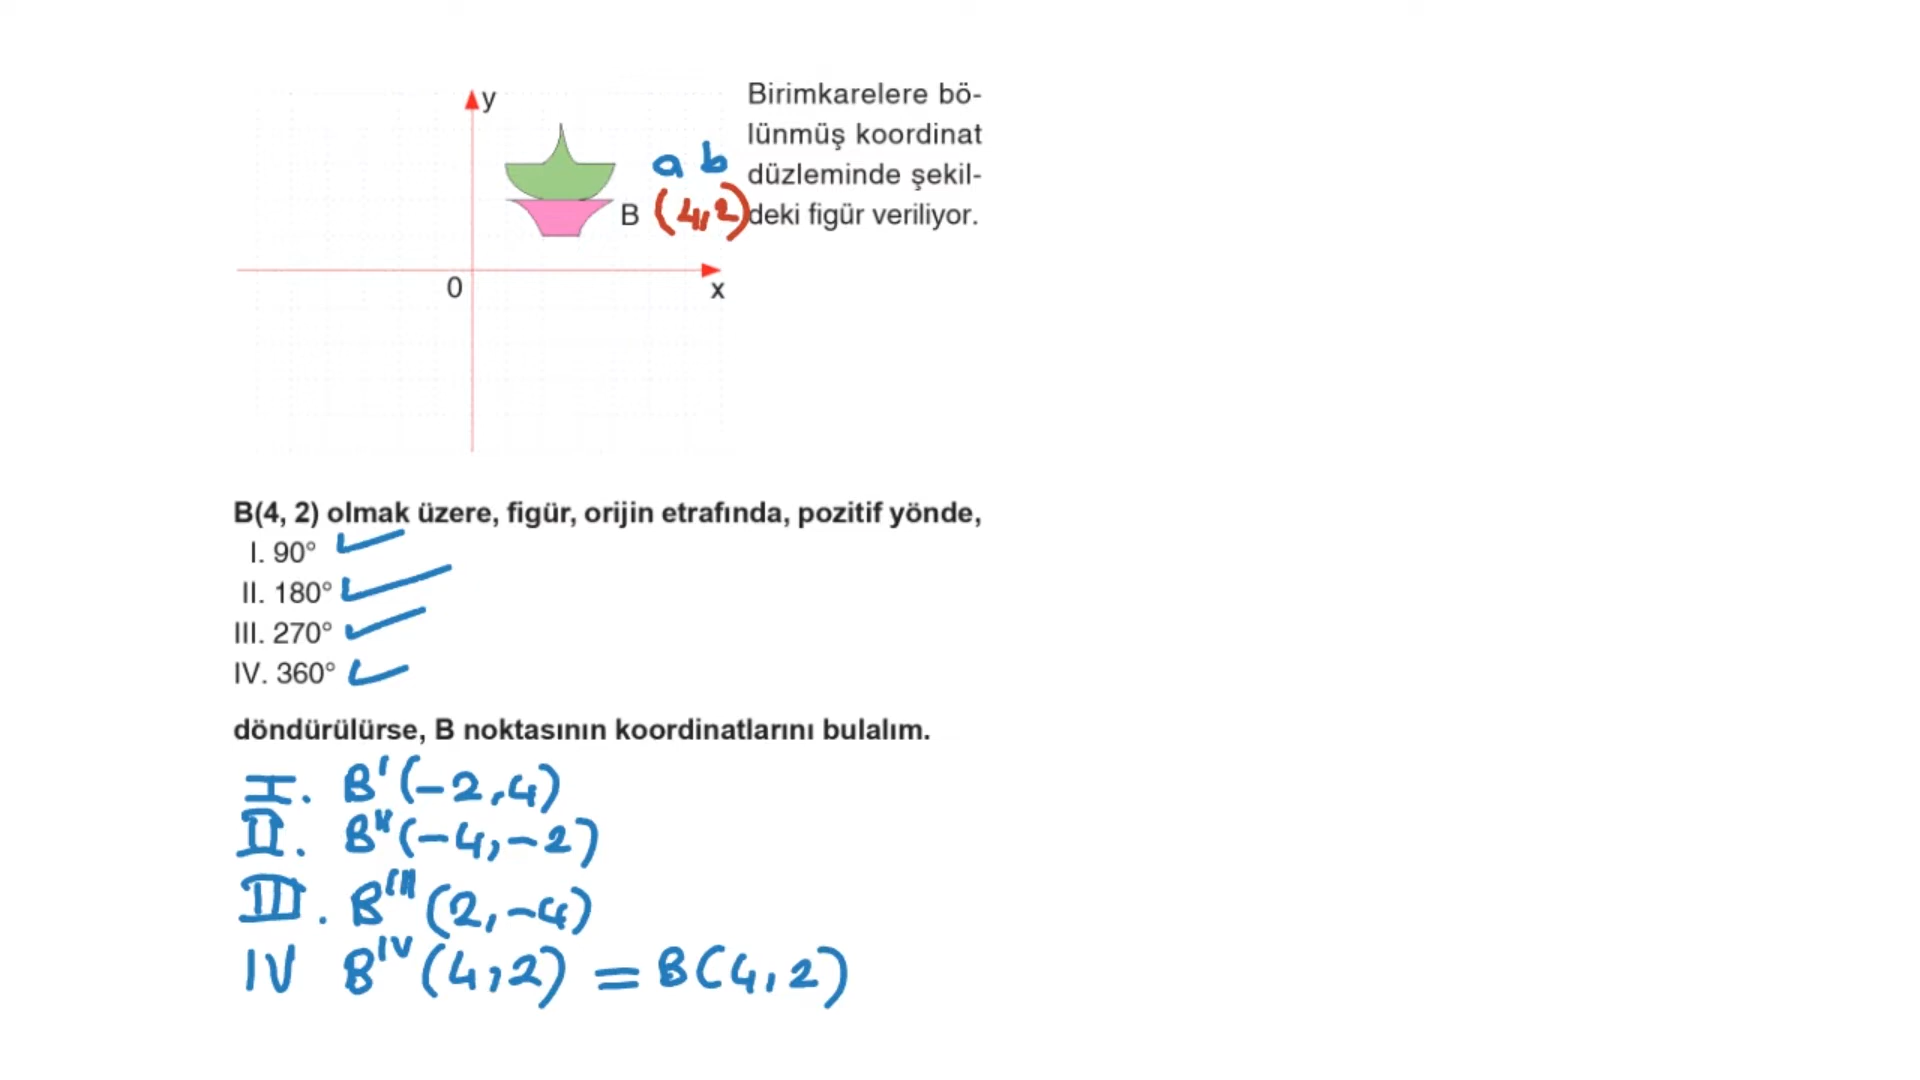 y
Birimkarelere bö-
lünmüş koordinat
düzleminde şekil-
deki figür veriliyor.
a b
B (4,2)
0
x
B(4, 2) olmak üzere, figür, orijin etrafında, pozitif yönde,
I. 90°
II. 180°
III. 270°
IV. 360°
döndürülürse, B noktasının koordinatlarını bulalım.
I. B'(-2,4)
II. B''(-4,-2)
III. B'''(2,-4)
IV B^IV(4,2) = B(4,2)